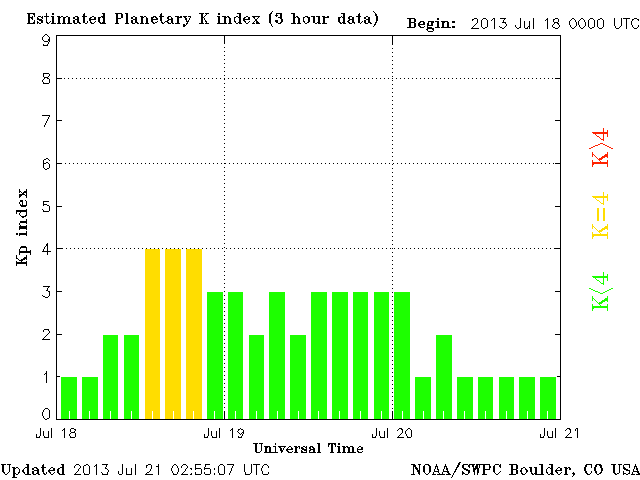 Estimated Planetary K index (3 hour data) Begin: 2013 Jul 18 0000 UTC
9
8
7
6
5
4
3
2
1
0
Kp index
K>4
K=4
K<4
Jul 18 Jul 19 Jul 20 Jul 21
Universal Time
Updated 2013 Jul 21 02:55:07 UTC NOAA/SWPC Boulder, CO USA